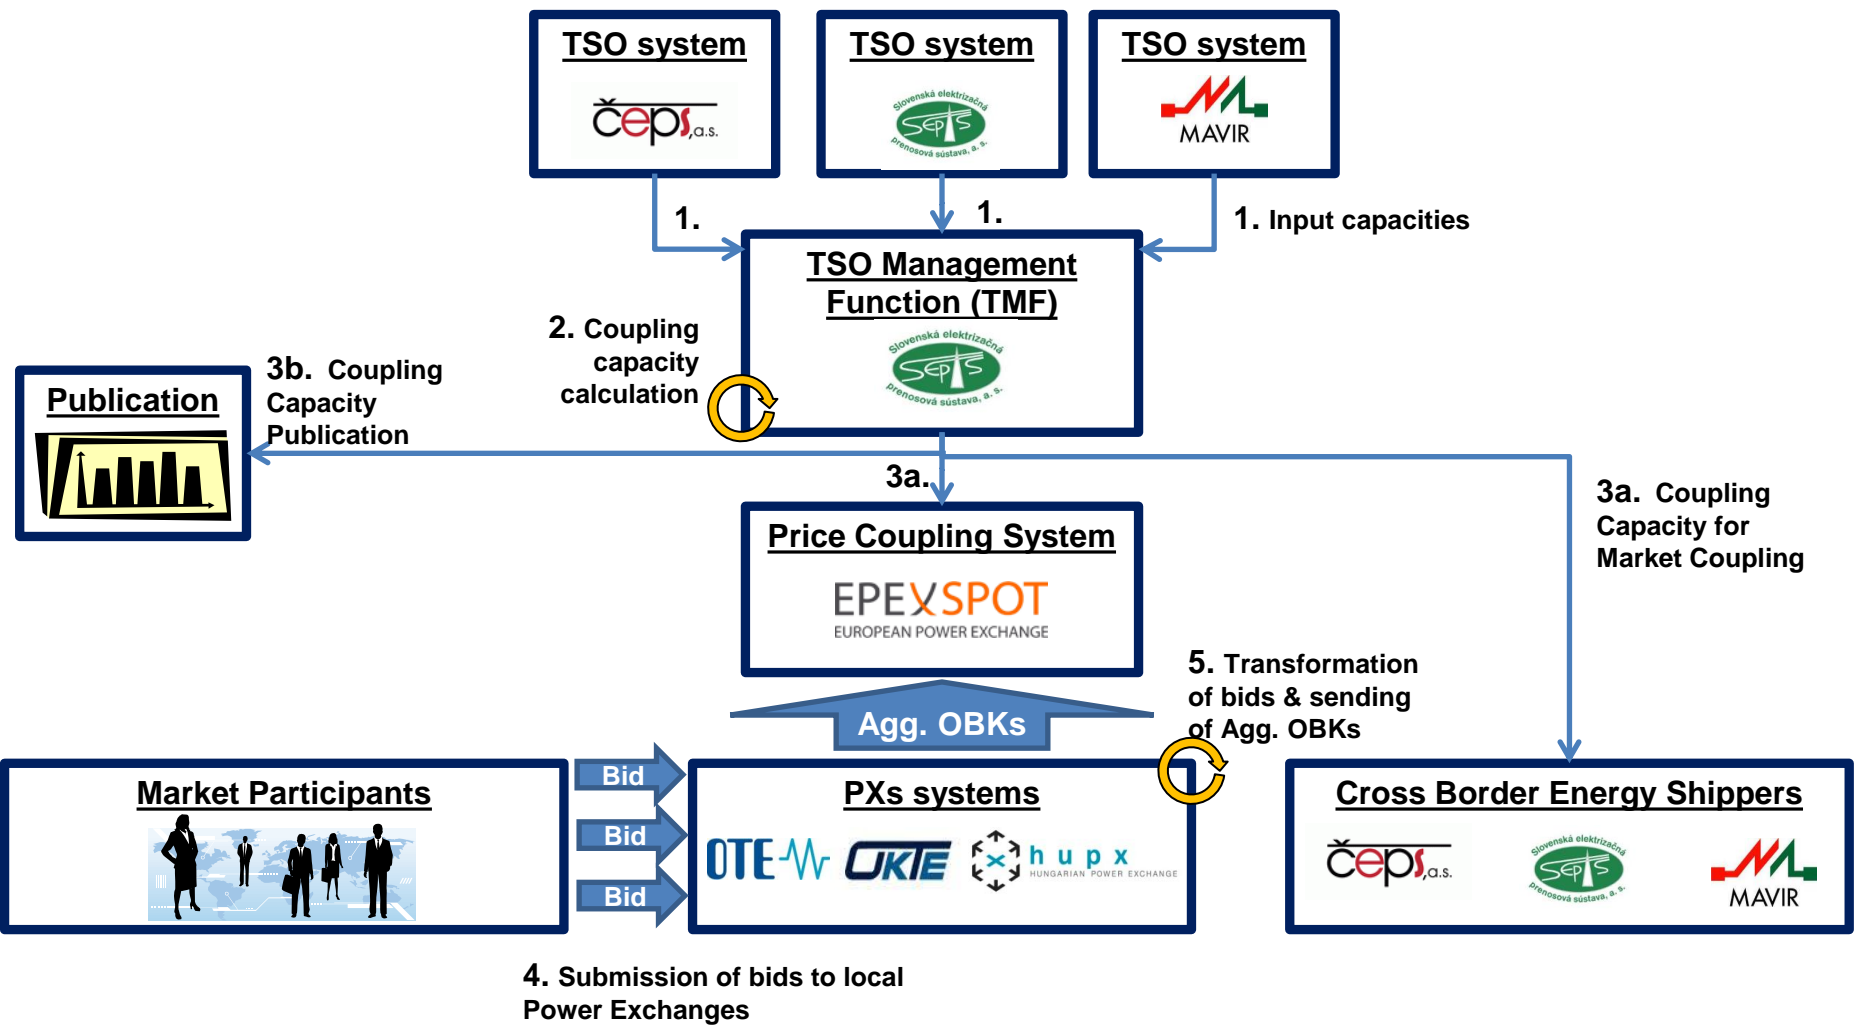 TSO system
čeps,a.s.
TSO system
Slovenská elektrizačná
SEPS
prenosová sústava, a. s.
TSO system
MAVIR
1.
1.
1. Input capacities
TSO Management
Function (TMF)
Slovenská elektrizačná
SEPS
prenosová sústava, a. s.
2. Coupling
capacity
calculation
3b. Coupling
Capacity
Publication
Publication
3a.
3a. Coupling
Capacity for
Market Coupling
Price Coupling System
EPEXSPOT
EUROPEAN POWER EXCHANGE
5. Transformation
of bids & sending
of Agg. OBKs
Agg. OBKs
Market Participants
Bid
Bid
Bid
PXs systems
OTE
OKTE
hupx
HUNGARIAN POWER EXCHANGE
Cross Border Energy Shippers
čeps,a.s.
Slovenská elektrizačná
SEPS
prenosová sústava, a. s.
MAVIR
4. Submission of bids to local
Power Exchanges